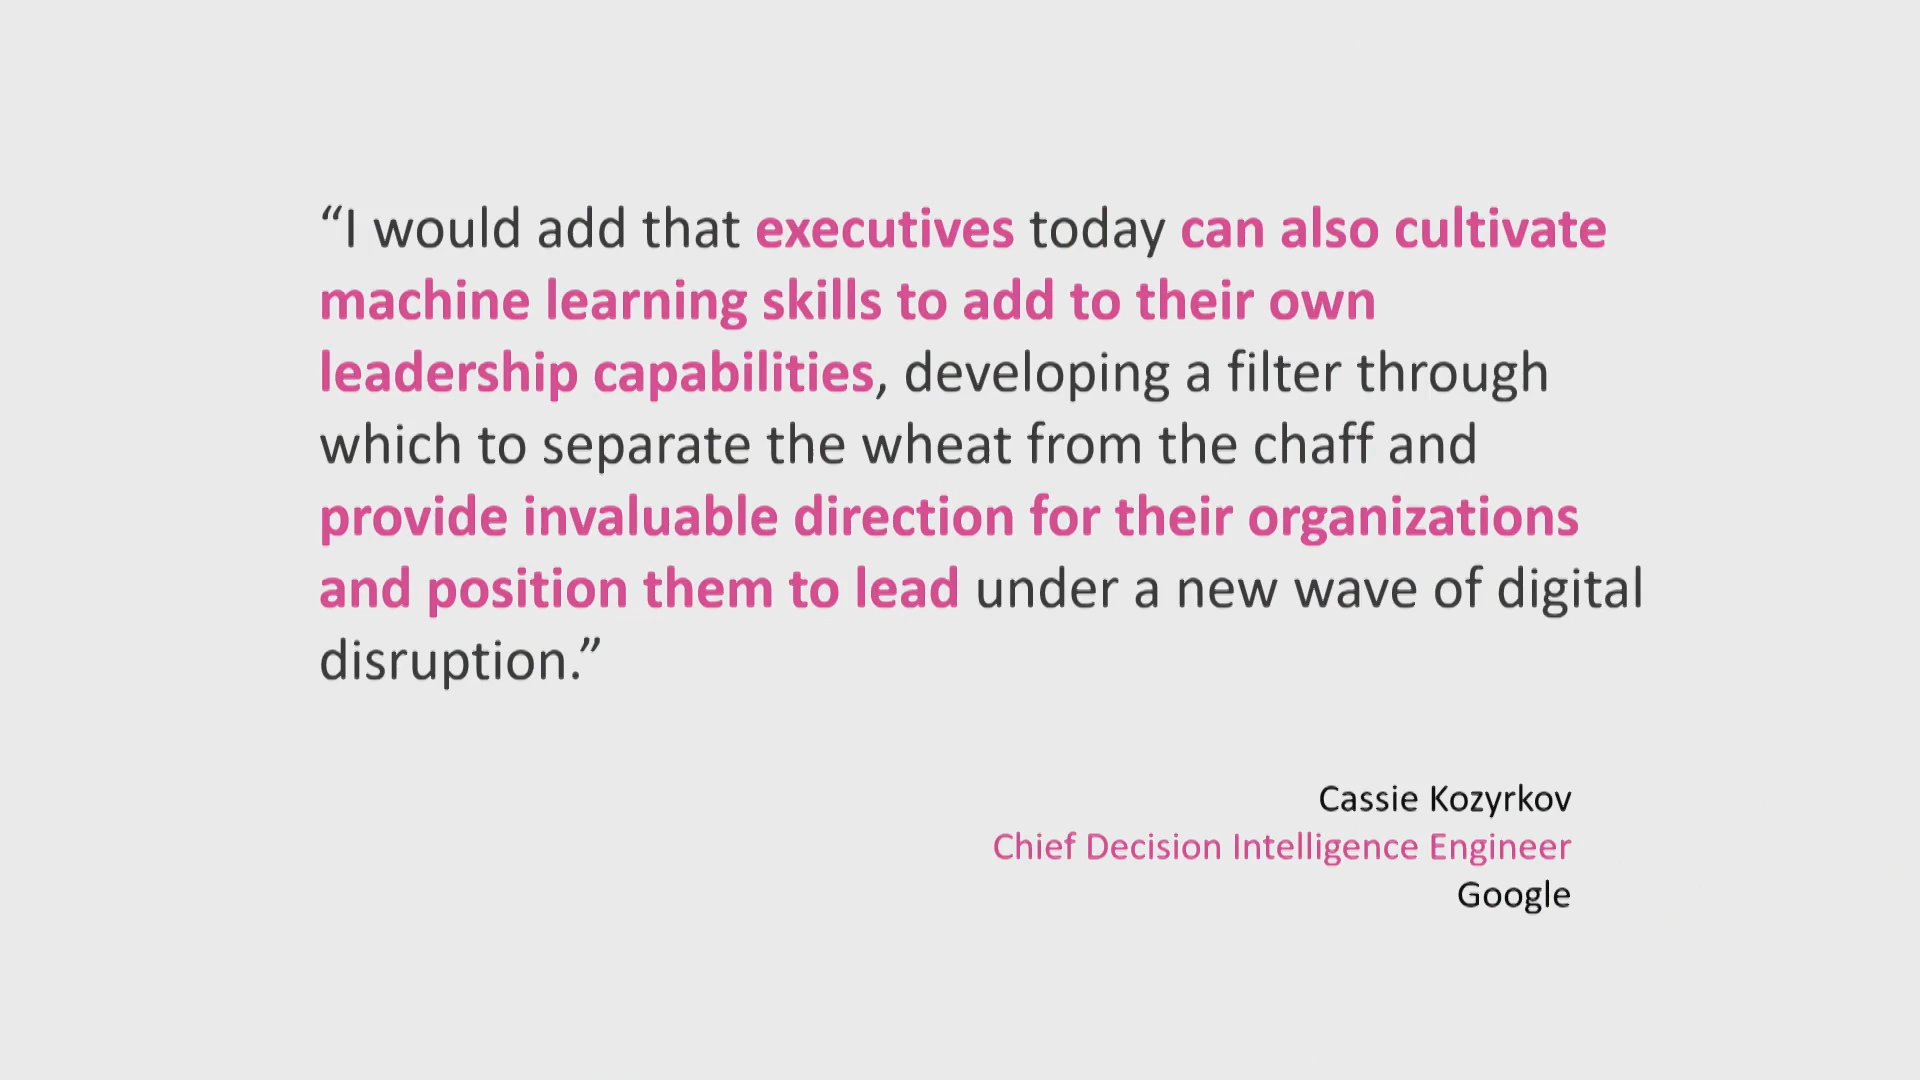 “I would add that executives today can also cultivate
machine learning skills to add to their own
leadership capabilities, developing a filter through
which to separate the wheat from the chaff and
provide invaluable direction for their organizations
and position them to lead under a new wave of digital
disruption.”
Cassie Kozyrkov
Chief Decision Intelligence Engineer
Google